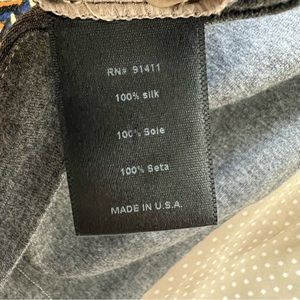 RN# 91411
100% silk
100% Soie
100% Seta
MADE IN U.S.A.